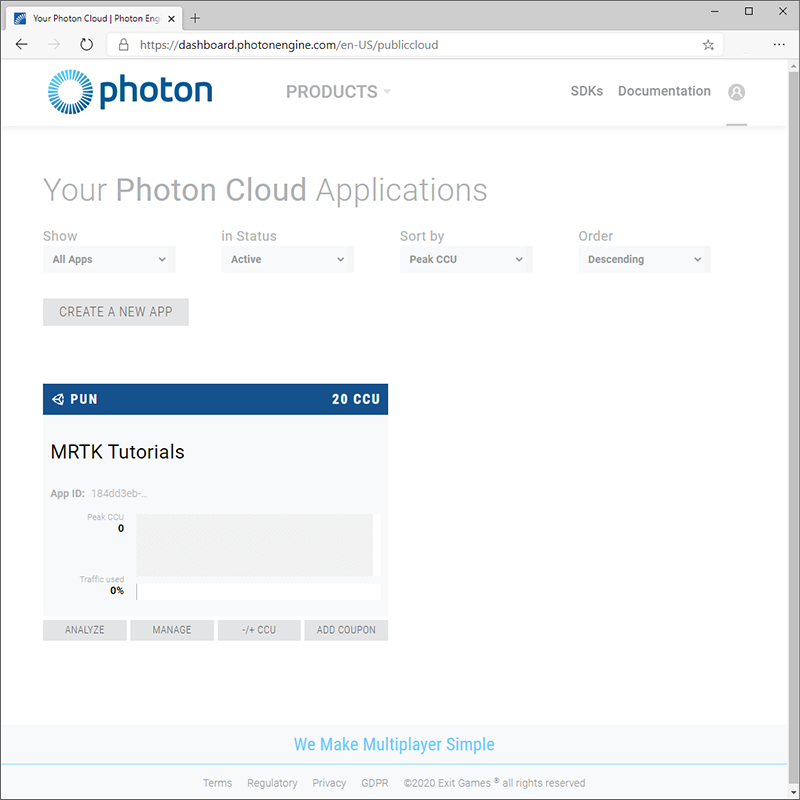 Your Photon Cloud | Photon Eng
https://dashboard.photonengine.com/en-US/publiccloud
photon
PRODUCTS
SDKs
Documentation
Your Photon Cloud Applications
Show
in Status
Sort by
Order
All Apps
Active
Peak CCU
Descending
CREATE A NEW APP
PUN
20 CCU
MRTK Tutorials
App ID: 184dd3eb-...
Peak CCU
0
Traffic used
0%
ANALYZE
MANAGE
-/+ CCU
ADD COUPON
We Make Multiplayer Simple
Terms
Regulatory
Privacy
GDPR
©2020 Exit Games ® all rights reserved